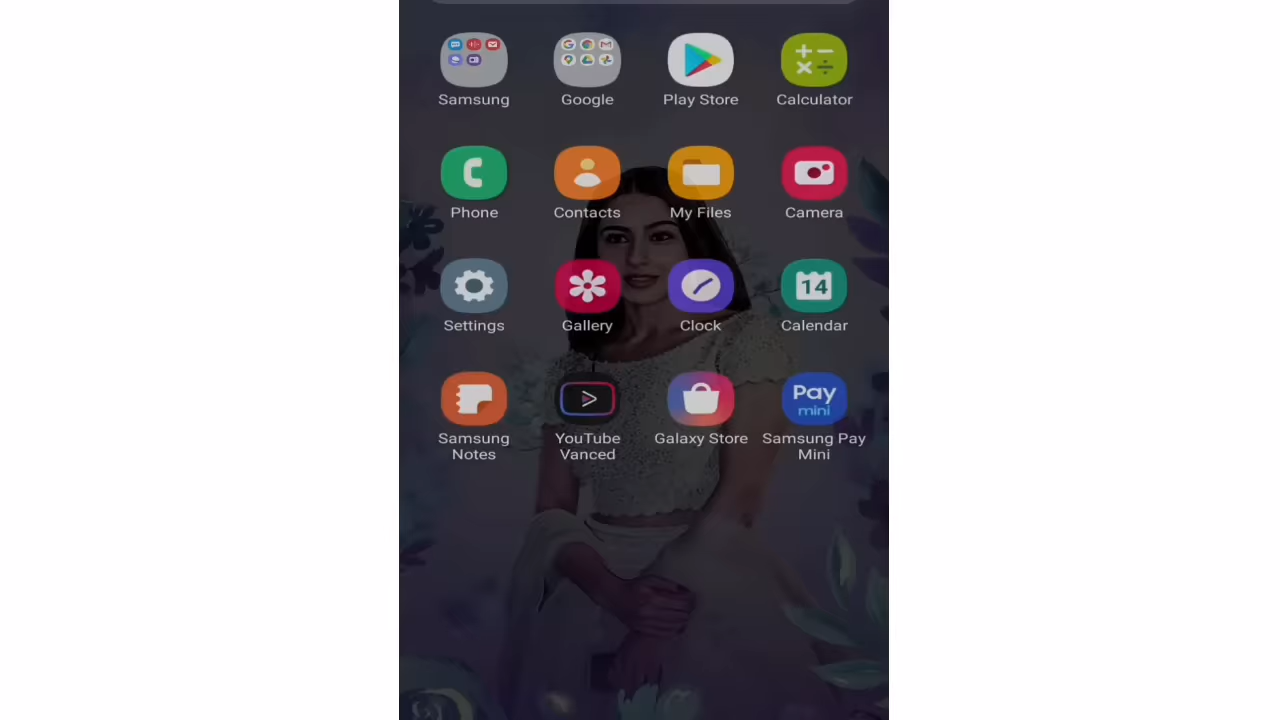 Samsung
Google
Play Store
Calculator
Phone
Contacts
My Files
Camera
Settings
Gallery
Clock
14
Calendar
Samsung
Notes
YouTube
Vanced
Galaxy Store
Pay
mini
Samsung Pay
Mini